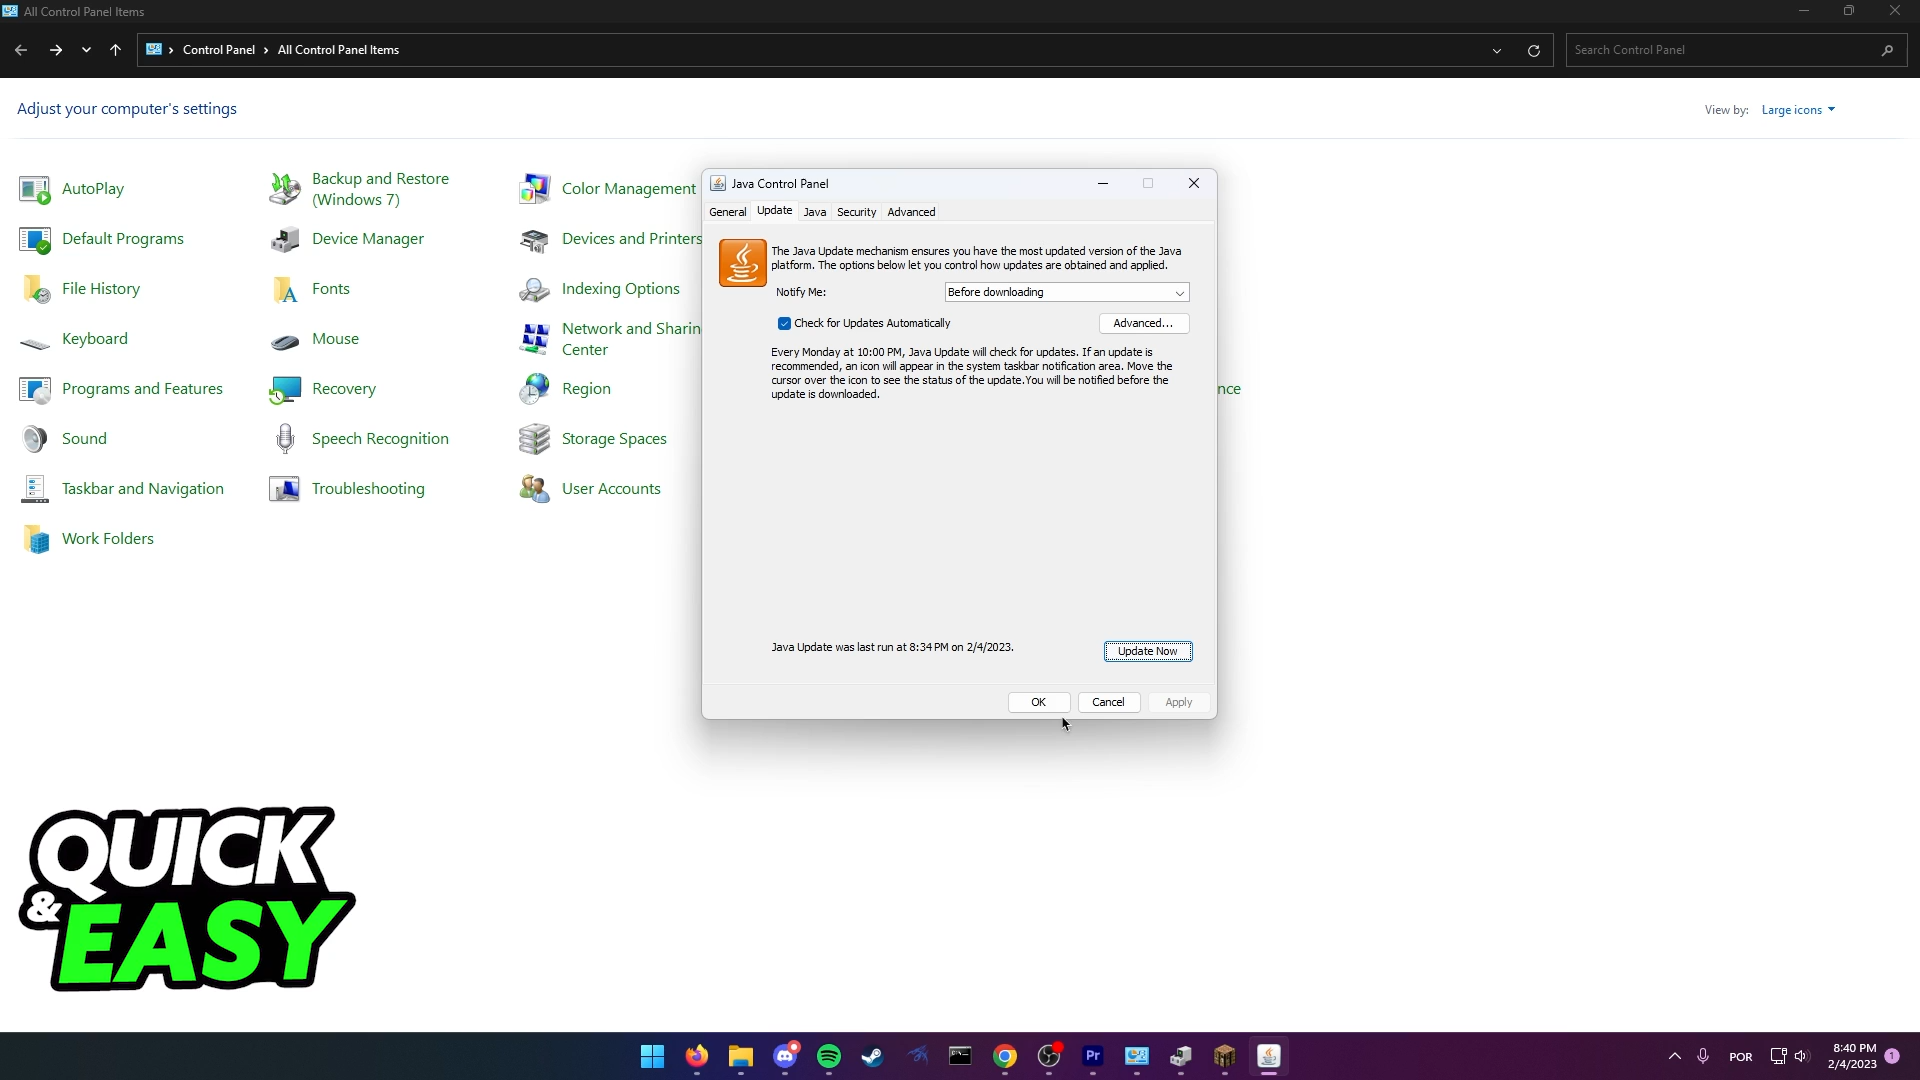 All Control Panel Items
Control Panel > All Control Panel Items
Search Control Panel
Adjust your computer's settings
View by: Large icons
AutoPlay
Backup and Restore
(Windows 7)
Color Management
Default Programs
Device Manager
Devices and Printers
File History
Fonts
Indexing Options
Keyboard
Mouse
Network and Sharin
Center
Programs and Features
Recovery
Region
nce
Sound
Speech Recognition
Storage Spaces
Taskbar and Navigation
Troubleshooting
User Accounts
Work Folders
Java Control Panel
General Update Java Security Advanced
The Java Update mechanism ensures you have the most updated version of the Java
platform. The options below let you control how updates are obtained and applied.
Notify Me: Before downloading
Check for Updates Automatically Advanced...
Every Monday at 10:00 PM, Java Update will check for updates. If an update is
recommended, an icon will appear in the system taskbar notification area. Move the
cursor over the icon to see the status of the update.You will be notified before the
update is downloaded.
Java Update was last run at 8:34 PM on 2/4/2023. Update Now
OK Cancel Apply
QUICK
& EASY
Pr
POR
8:40 PM
2/4/2023
1